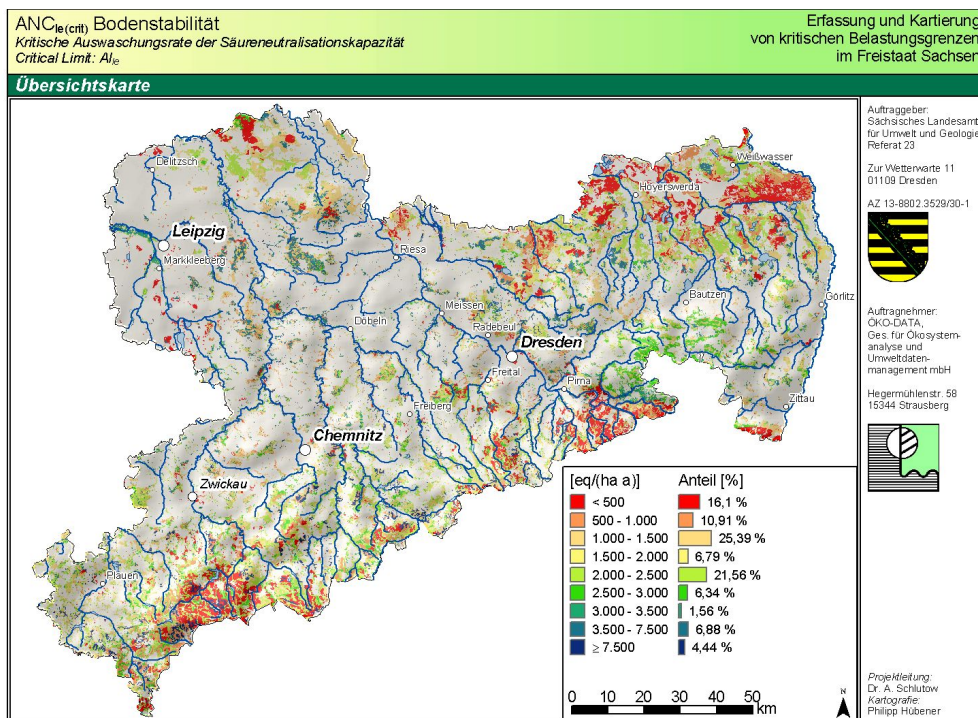 ANCle(crit) Bodenstabilität
Kritische Auswaschungsrate der Säureneutralisationskapazität
Critical Limit: Alle
Erfassung und Kartierung
von kritischen Belastungsgrenzen
im Freistaat Sachsen
Übersichtskarte
Delitzsch
Leipzig
Markkleeberg
Weißwasser
Hoyerswerda
Riesa
Meissen
Radebeul
Döbeln
Dresden
Bautzen
Görlitz
Freital
Pirna
Freiberg
Zittau
Chemnitz
Zwickau
Plauen
[eq/(ha a)] Anteil [%]
< 500 16,1 %
500 - 1.000 10,91 %
1.000 - 1.500 25,39 %
1.500 - 2.000 6,79 %
2.000 - 2.500 21,56 %
2.500 - 3.000 6,34 %
3.000 - 3.500 1,56 %
3.500 - 7.500 6,88 %
≥ 7.500 4,44 %
0 10 20 30 40 50
km
N
Auftraggeber:
Sächsisches Landesamt
für Umwelt und Geologie
Referat 23
Zur Wetterwarte 11
01109 Dresden
AZ 13-8802.3529/30-1
Auftragnehmer:
ÖKO-DATA,
Ges. für Ökosystem-
analyse und
Umweltdaten-
management mbH
Hegermühlenstr. 58
15344 Strausberg
Projektleitung:
Dr. A. Schlutow
Kartografie:
Philipp Hübener